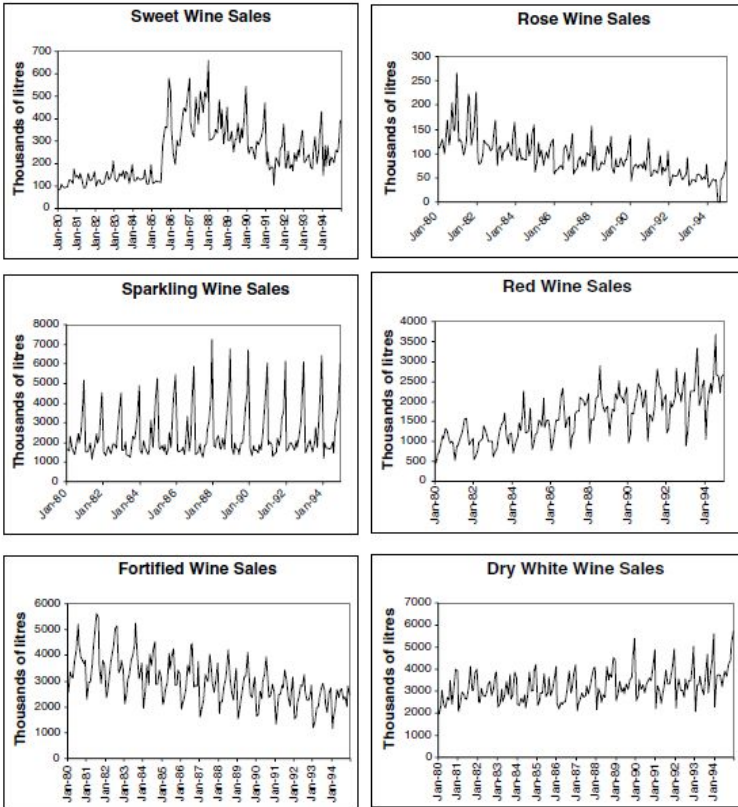 Sweet Wine Sales
Thousands of litres
700
600
500
400
300
200
100
0
Jan-80
Jan-81
Jan-82
Jan-83
Jan-84
Jan-85
Jan-86
Jan-87
Jan-88
Jan-89
Jan-90
Jan-91
Jan-92
Jan-93
Jan-94
Rose Wine Sales
Thousands of litres
300
250
200
150
100
50
0
Jan-80
Jan-82
Jan-84
Jan-86
Jan-88
Jan-90
Jan-92
Jan-94
Sparkling Wine Sales
Thousands of litres
8000
7000
6000
5000
4000
3000
2000
1000
0
Jan-80
Jan-82
Jan-84
Jan-86
Jan-88
Jan-90
Jan-92
Jan-94
Red Wine Sales
Thousands of litres
4000
3500
3000
2500
2000
1500
1000
500
0
Jan-80
Jan-82
Jan-84
Jan-86
Jan-88
Jan-90
Jan-92
Jan-94
Fortified Wine Sales
Thousands of litres
6000
5000
4000
3000
2000
1000
0
Jan-80
Jan-81
Jan-82
Jan-83
Jan-84
Jan-85
Jan-86
Jan-87
Jan-88
Jan-89
Jan-90
Jan-91
Jan-92
Jan-93
Jan-94
Dry White Wine Sales
Thousands of litres
7000
6000
5000
4000
3000
2000
1000
0
Jan-80
Jan-81
Jan-82
Jan-83
Jan-84
Jan-85
Jan-86
Jan-87
Jan-88
Jan-89
Jan-90
Jan-91
Jan-92
Jan-93
Jan-94